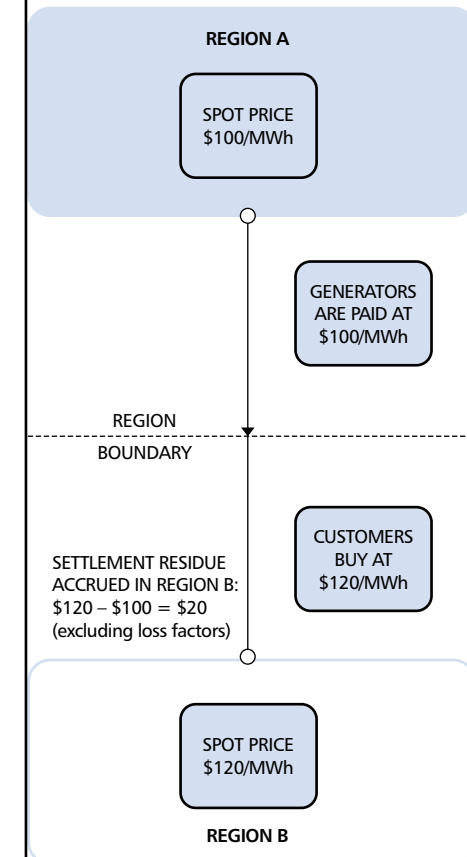 REGION A
SPOT PRICE
$100/MWh
GENERATORS
ARE PAID AT
$100/MWh
REGION
BOUNDARY
CUSTOMERS
BUY AT
$120/MWh
SETTLEMENT RESIDUE
ACCRUED IN REGION B:
$120 – $100 = $20
(excluding loss factors)
SPOT PRICE
$120/MWh
REGION B